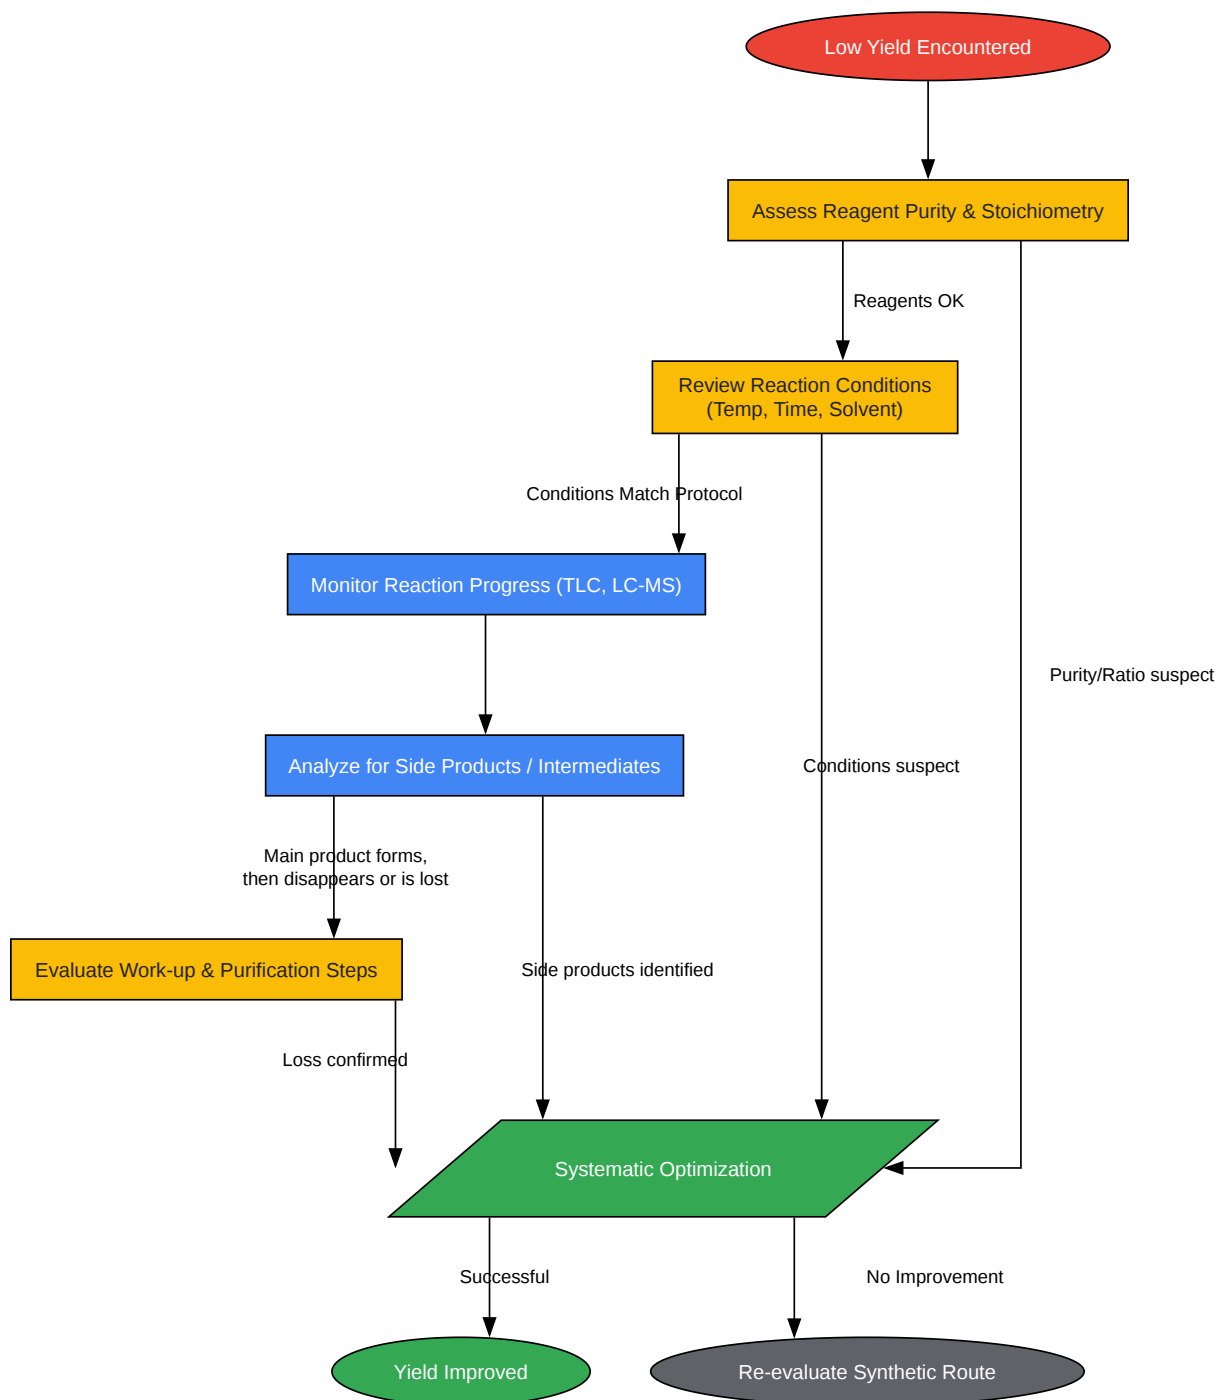 Low Yield Encountered
Assess Reagent Purity & Stoichiometry
Reagents OK
Review Reaction Conditions
(Temp, Time, Solvent)
Conditions Match Protocol
Monitor Reaction Progress (TLC, LC-MS)
Purity/Ratio suspect
Analyze for Side Products / Intermediates
Conditions suspect
Main product forms,
then disappears or is lost
Evaluate Work-up & Purification Steps
Side products identified
Loss confirmed
Systematic Optimization
Successful
No Improvement
Yield Improved
Re-evaluate Synthetic Route